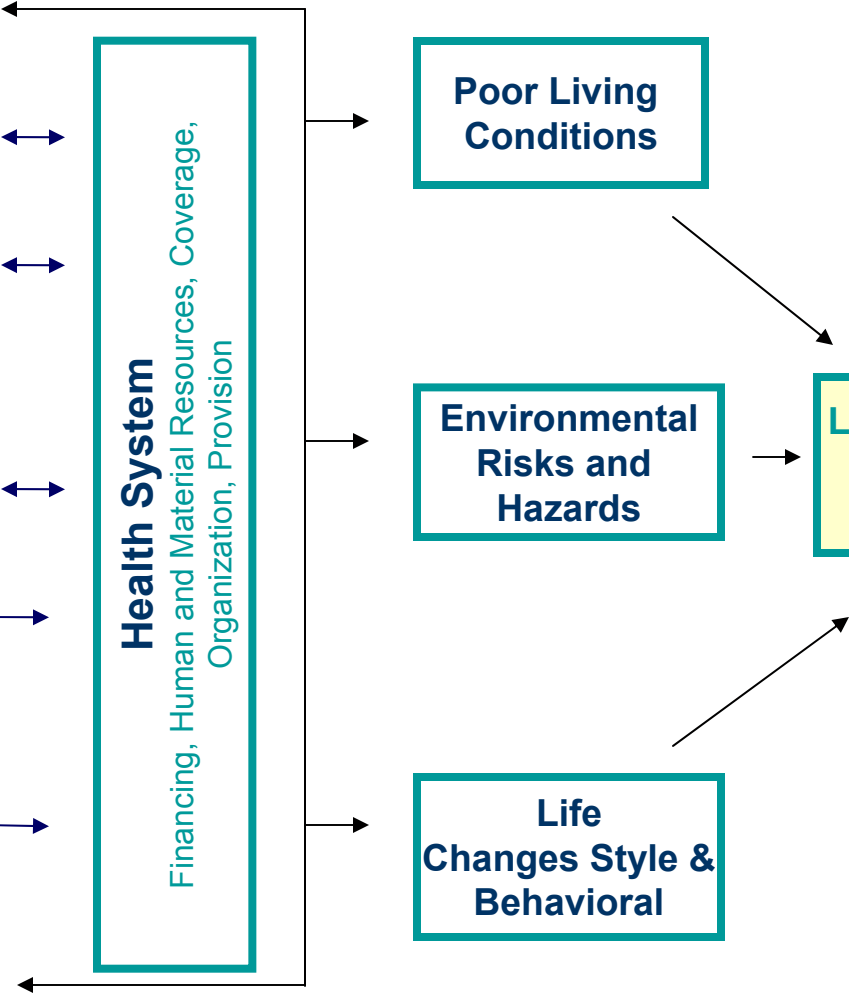 Health System
Financing, Human and Material Resources, Coverage,
Organization, Provision
Poor Living
Conditions
Environmental
Risks and
Hazards
Life
Changes Style &
Behavioral